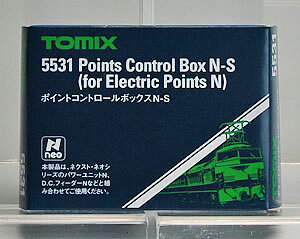 TOMIX
5531 Points Control Box N-S
(for Electric Points N)
ポイントコントロールボックスN-S
N
neo
本製品は、ネクスト・ネオシ
リーズのパワーユニットN、
D.C.フィーダーNなどと組
み合わせてご使用ください。
5531
5531